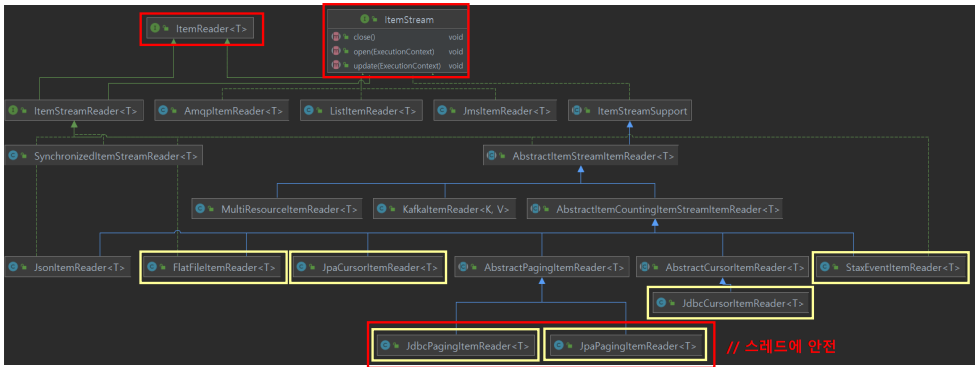 ItemReader<T>
ItemStream
close() void
open(ExecutionContext) void
update(ExecutionContext) void
ItemStreamReader<T>
AmqpItemReader<T>
ListItemReader<T>
JmsItemReader<T>
ItemStreamSupport
SynchronizedItemStreamReader<T>
AbstractItemStreamItemReader<T>
MultiResourceItemReader<T>
KafkaItemReader<K, V>
AbstractItemCountingItemStreamItemReader<T>
JsonItemReader<T>
FlatFileItemReader<T>
JpaCursorItemReader<T>
AbstractPagingItemReader<T>
AbstractCursorItemReader<T>
StaxEventItemReader<T>
JdbcCursorItemReader<T>
JdbcPagingItemReader<T>
JpaPagingItemReader<T>
// 스레드에 안전